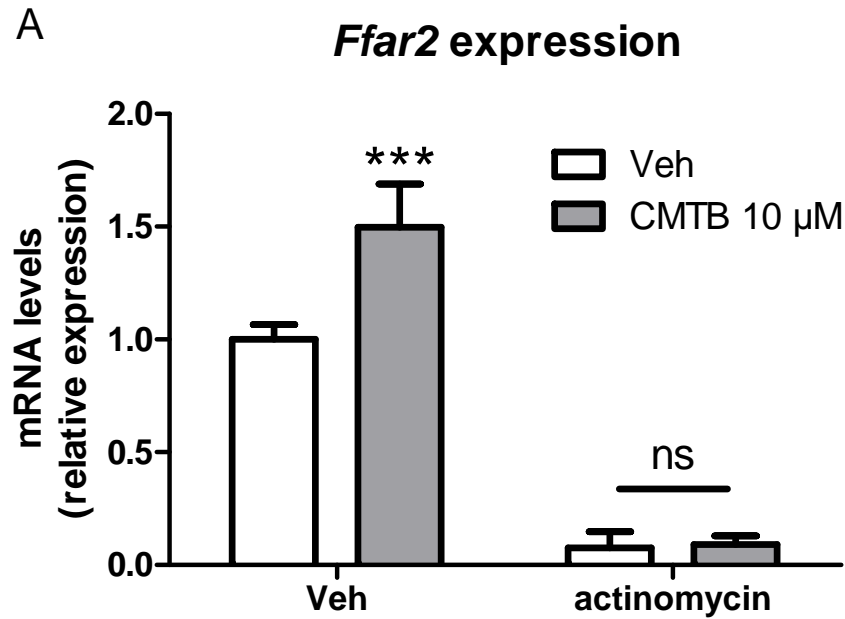 A
Ffar2 expression
mRNA levels
(relative expression)
2.0
1.5
1.0
0.5
0.0
***
Veh
CMTB 10 µM
ns
Veh
actinomycin